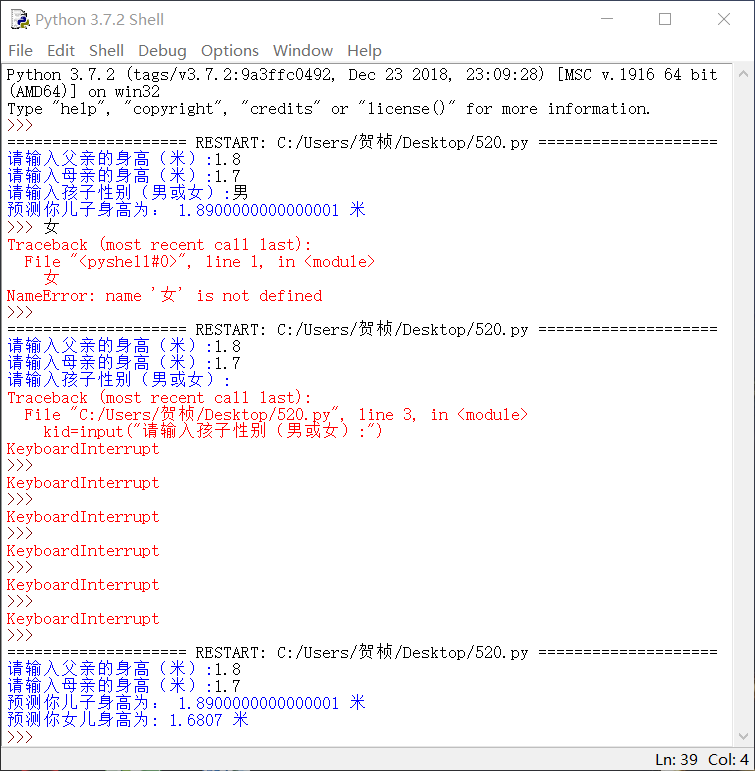 Python 3.7.2 Shell
File Edit Shell Debug Options Window Help
Python 3.7.2 (tags/v3.7.2:9a3ffc0492, Dec 23 2018, 23:09:28) [MSC v.1916 64 bit
(AMD64)] on win32
Type "help", "copyright", "credits" or "license()" for more information.
>>>
==================== RESTART: C:/Users/贺桢/Desktop/520.py ====================
请输入父亲的身高（米）:1.8
请输入母亲的身高（米）:1.7
请输入孩子性别（男或女）:男
预测你儿子身高为： 1.8900000000000001 米
>>> 女
Traceback (most recent call last):
  File "<pyshell#0>", line 1, in <module>
    女
NameError: name '女' is not defined
>>>
==================== RESTART: C:/Users/贺桢/Desktop/520.py ====================
请输入父亲的身高（米）:1.8
请输入母亲的身高（米）:1.7
请输入孩子性别（男或女）:
Traceback (most recent call last):
  File "C:/Users/贺桢/Desktop/520.py", line 3, in <module>
    kid=input("请输入孩子性别（男或女）:")
KeyboardInterrupt
>>>
KeyboardInterrupt
>>>
KeyboardInterrupt
>>>
KeyboardInterrupt
>>>
KeyboardInterrupt
>>>
KeyboardInterrupt
>>>
==================== RESTART: C:/Users/贺桢/Desktop/520.py ====================
请输入父亲的身高（米）:1.8
请输入母亲的身高（米）:1.7
预测你儿子身高为： 1.8900000000000001 米
预测你女儿身高为: 1.6807 米
>>>
Ln: 39 Col: 4